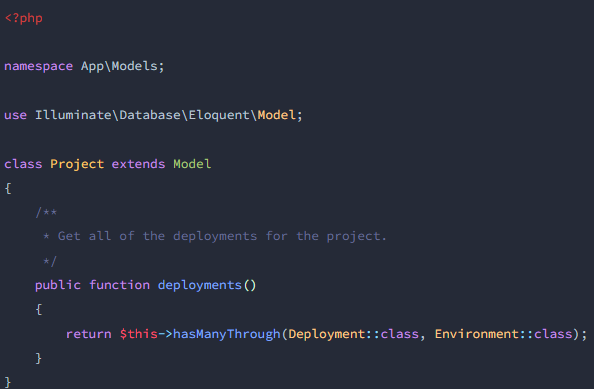 <?php
namespace App\Models;
use Illuminate\Database\Eloquent\Model;
class Project extends Model
{
    /**
     * Get all of the deployments for the project.
     */
    public function deployments()
    {
        return $this->hasManyThrough(Deployment::class, Environment::class);
    }
}